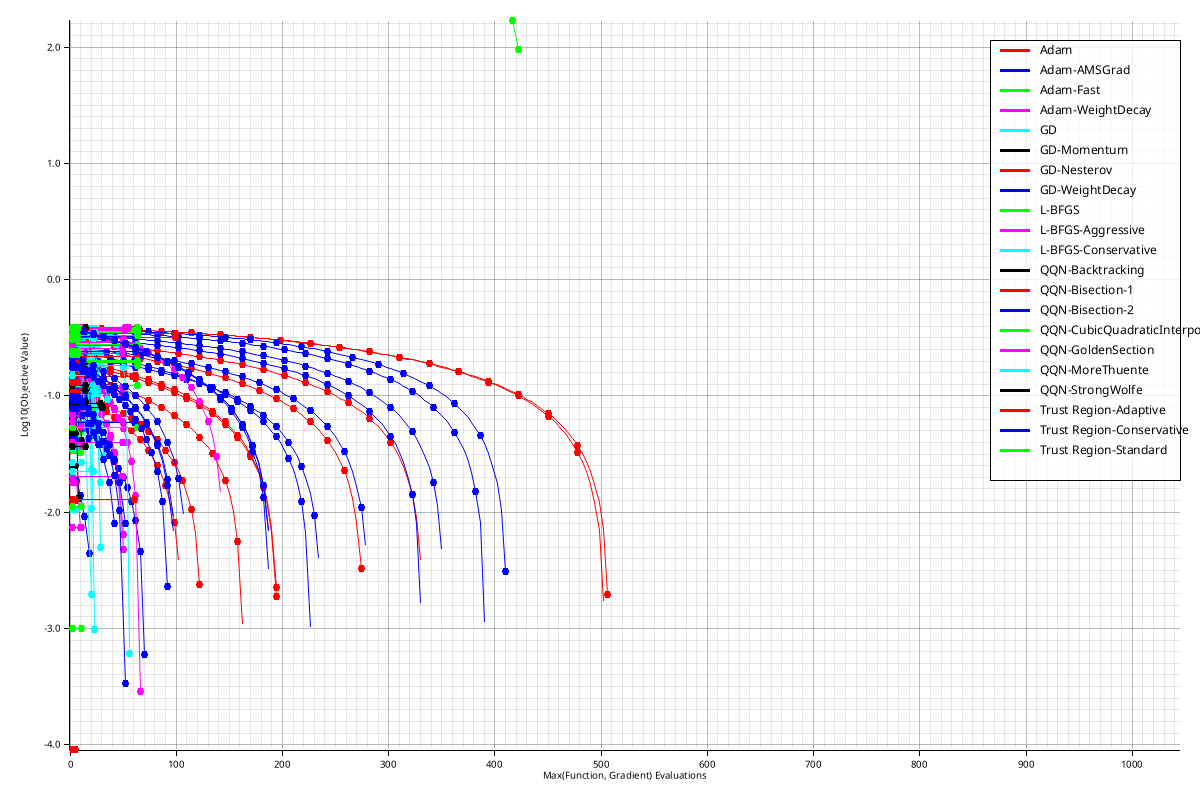 2.0
1.0
0.0
-1.0
-2.0
-3.0
-4.0
Log10(Objective Value)
0 100 200 300 400 500 600 700 800 900 1000
Max(Function, Gradient) Evaluations
Adam
Adam-AMSGrad
Adam-Fast
Adam-WeightDecay
GD
GD-Momentum
GD-Nesterov
GD-WeightDecay
L-BFGS
L-BFGS-Aggressive
L-BFGS-Conservative
QQN-Backtracking
QQN-Bisection-1
QQN-Bisection-2
QQN-CubicQuadraticInterpo
QQN-GoldenSection
QQN-MoreThuente
QQN-StrongWolfe
Trust Region-Adaptive
Trust Region-Conservative
Trust Region-Standard